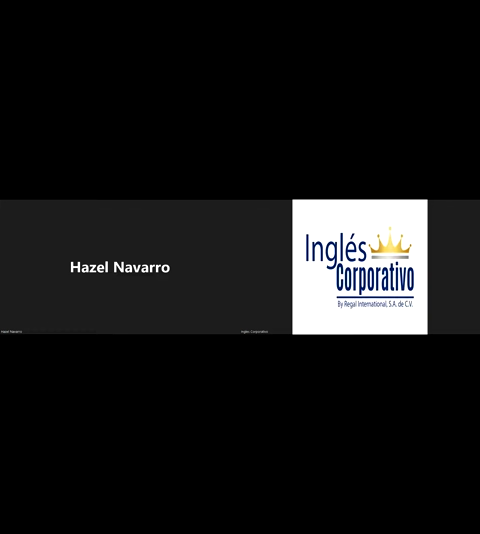 Hazel Navarro
Inglés
Corporativo
By Regal International, S.A. de C.V.
Hazel Navarro
Inglés Corporativo